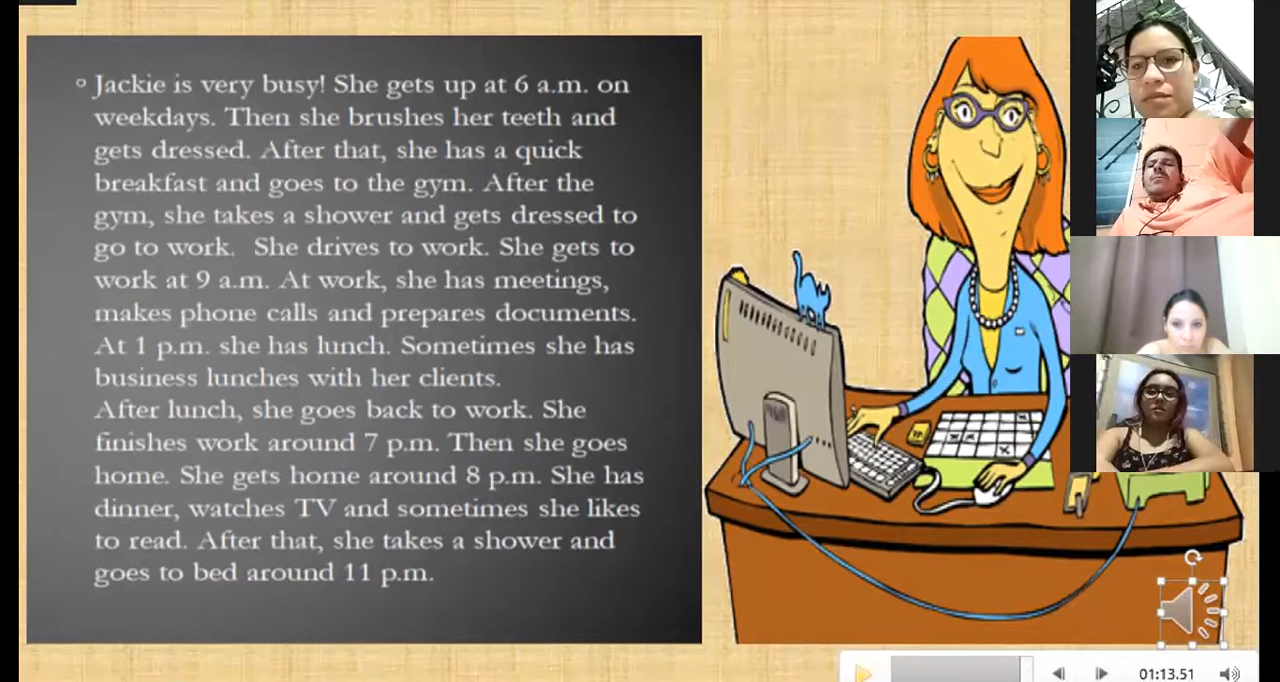 Jackie is very busy! She gets up at 6 a.m. on
weekdays. Then she brushes her teeth and
gets dressed. After that, she has a quick
breakfast and goes to the gym. After the
gym, she takes a shower and gets dressed to
go to work.  She drives to work. She gets to
work at 9 a.m. At work, she has meetings,
makes phone calls and prepares documents.
At 1 p.m. she has lunch. Sometimes she has
business lunches with her clients.
After lunch, she goes back to work. She
finishes work around 7 p.m. Then she goes
home. She gets home around 8 p.m. She has
dinner, watches TV and sometimes she likes
to read. After that, she takes a shower and
goes to bed around 11 p.m.
01:13.51